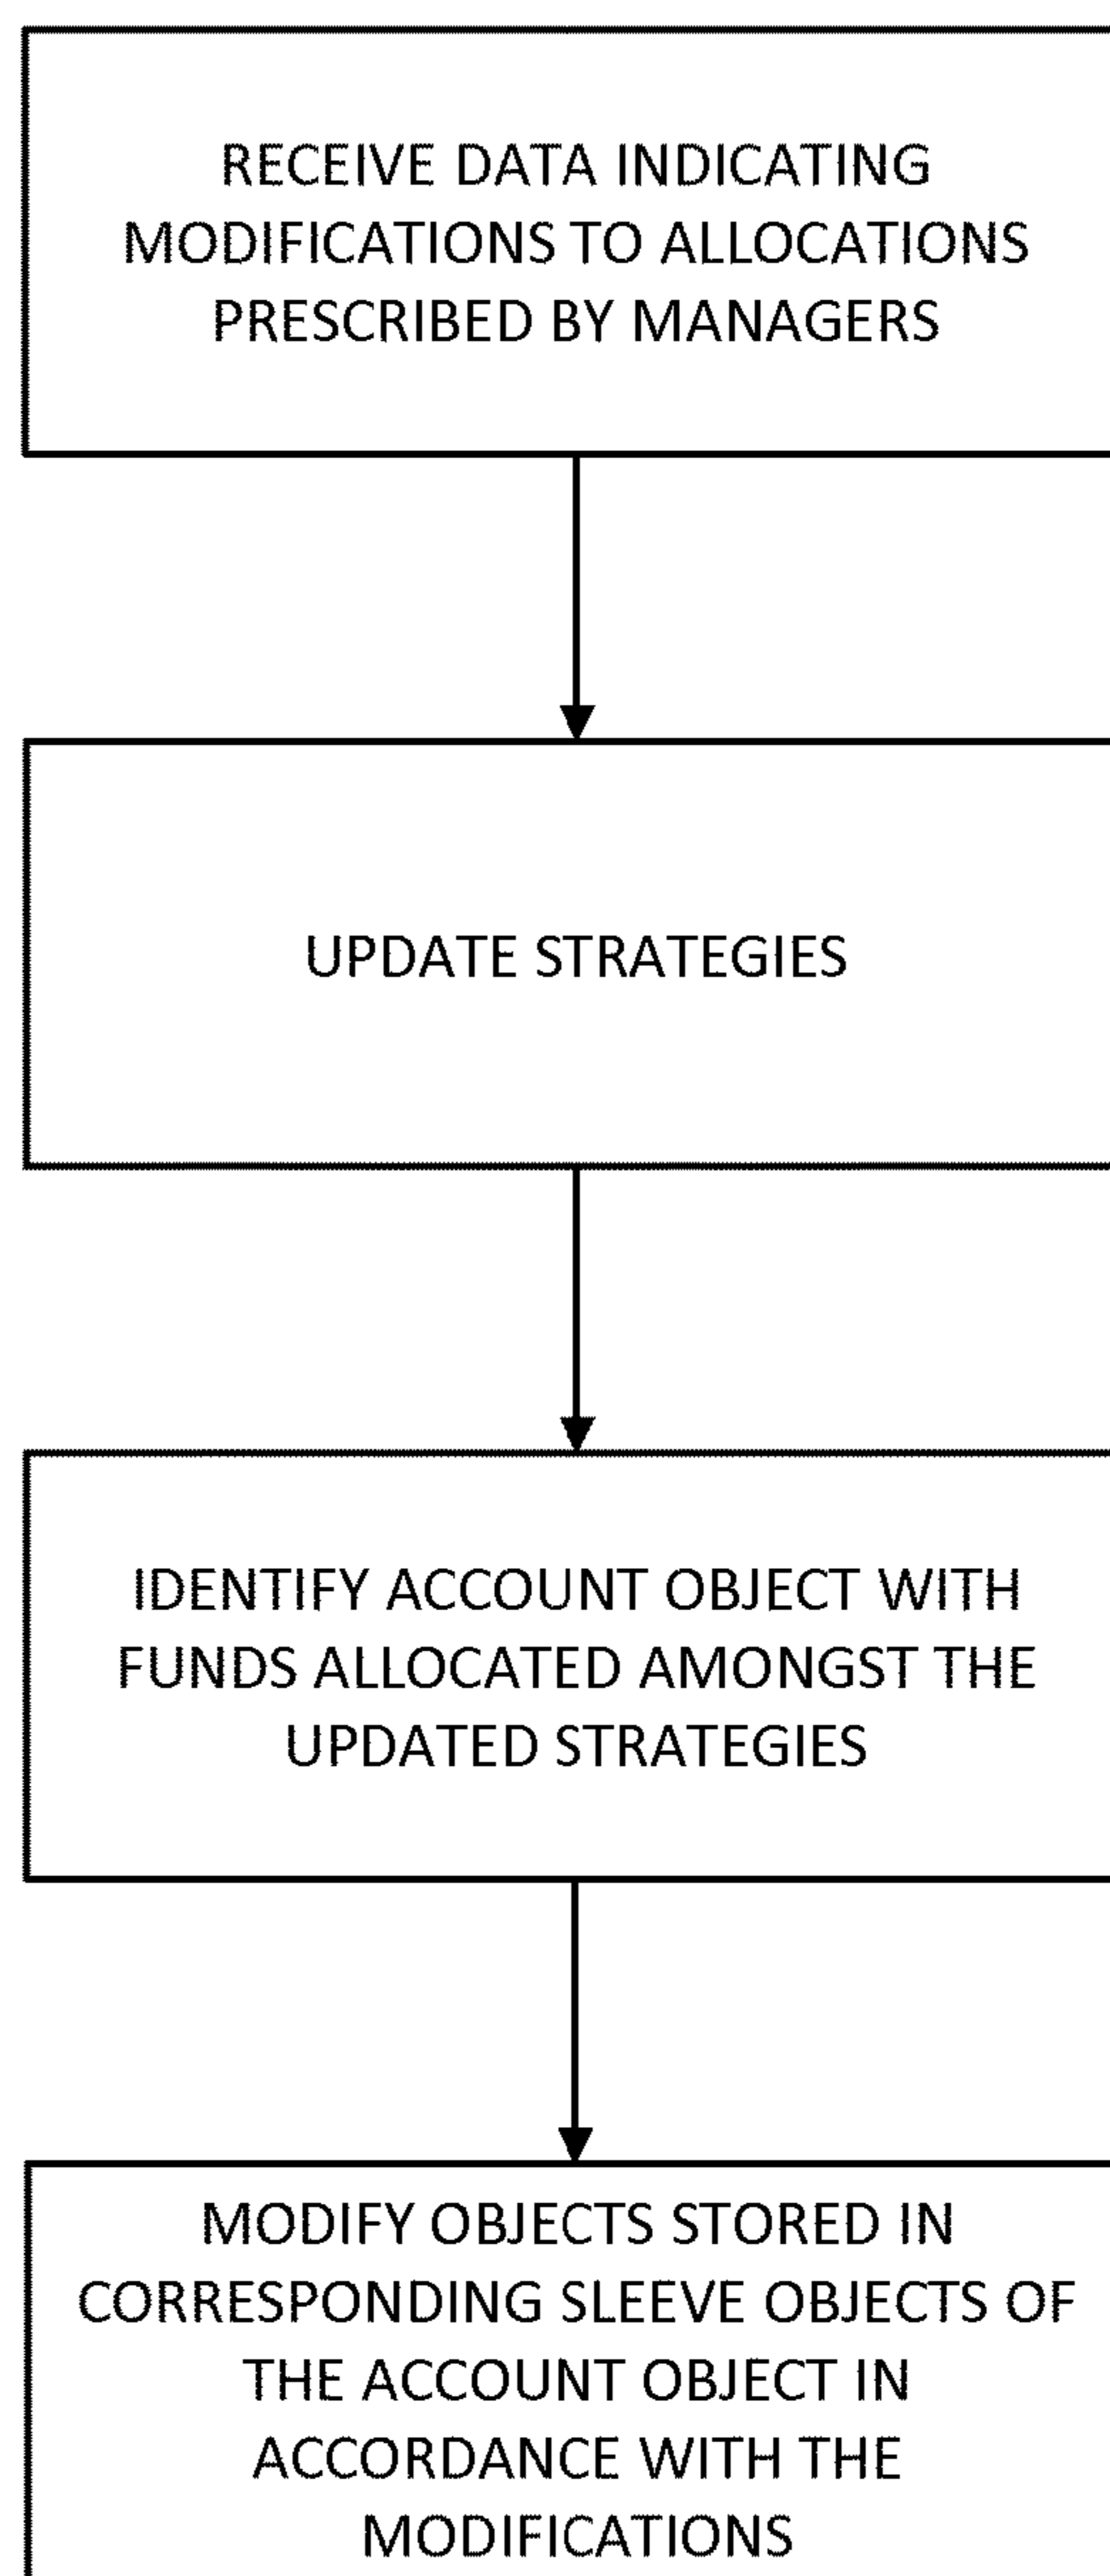 RECEIVE DATA INDICATING
MODIFICATIONS TO ALLOCATIONS
PRESCRIBED BY MANAGERS
UPDATE STRATEGIES
IDENTIFY ACCOUNT OBJECT WITH
FUNDS ALLOCATED AMONGST THE
UPDATED STRATEGIES
MODIFY OBJECTS STORED IN
CORRESPONDING SLEEVE OBJECTS OF
THE ACCOUNT OBJECT IN
ACCORDANCE WITH THE
MODIFICATIONS